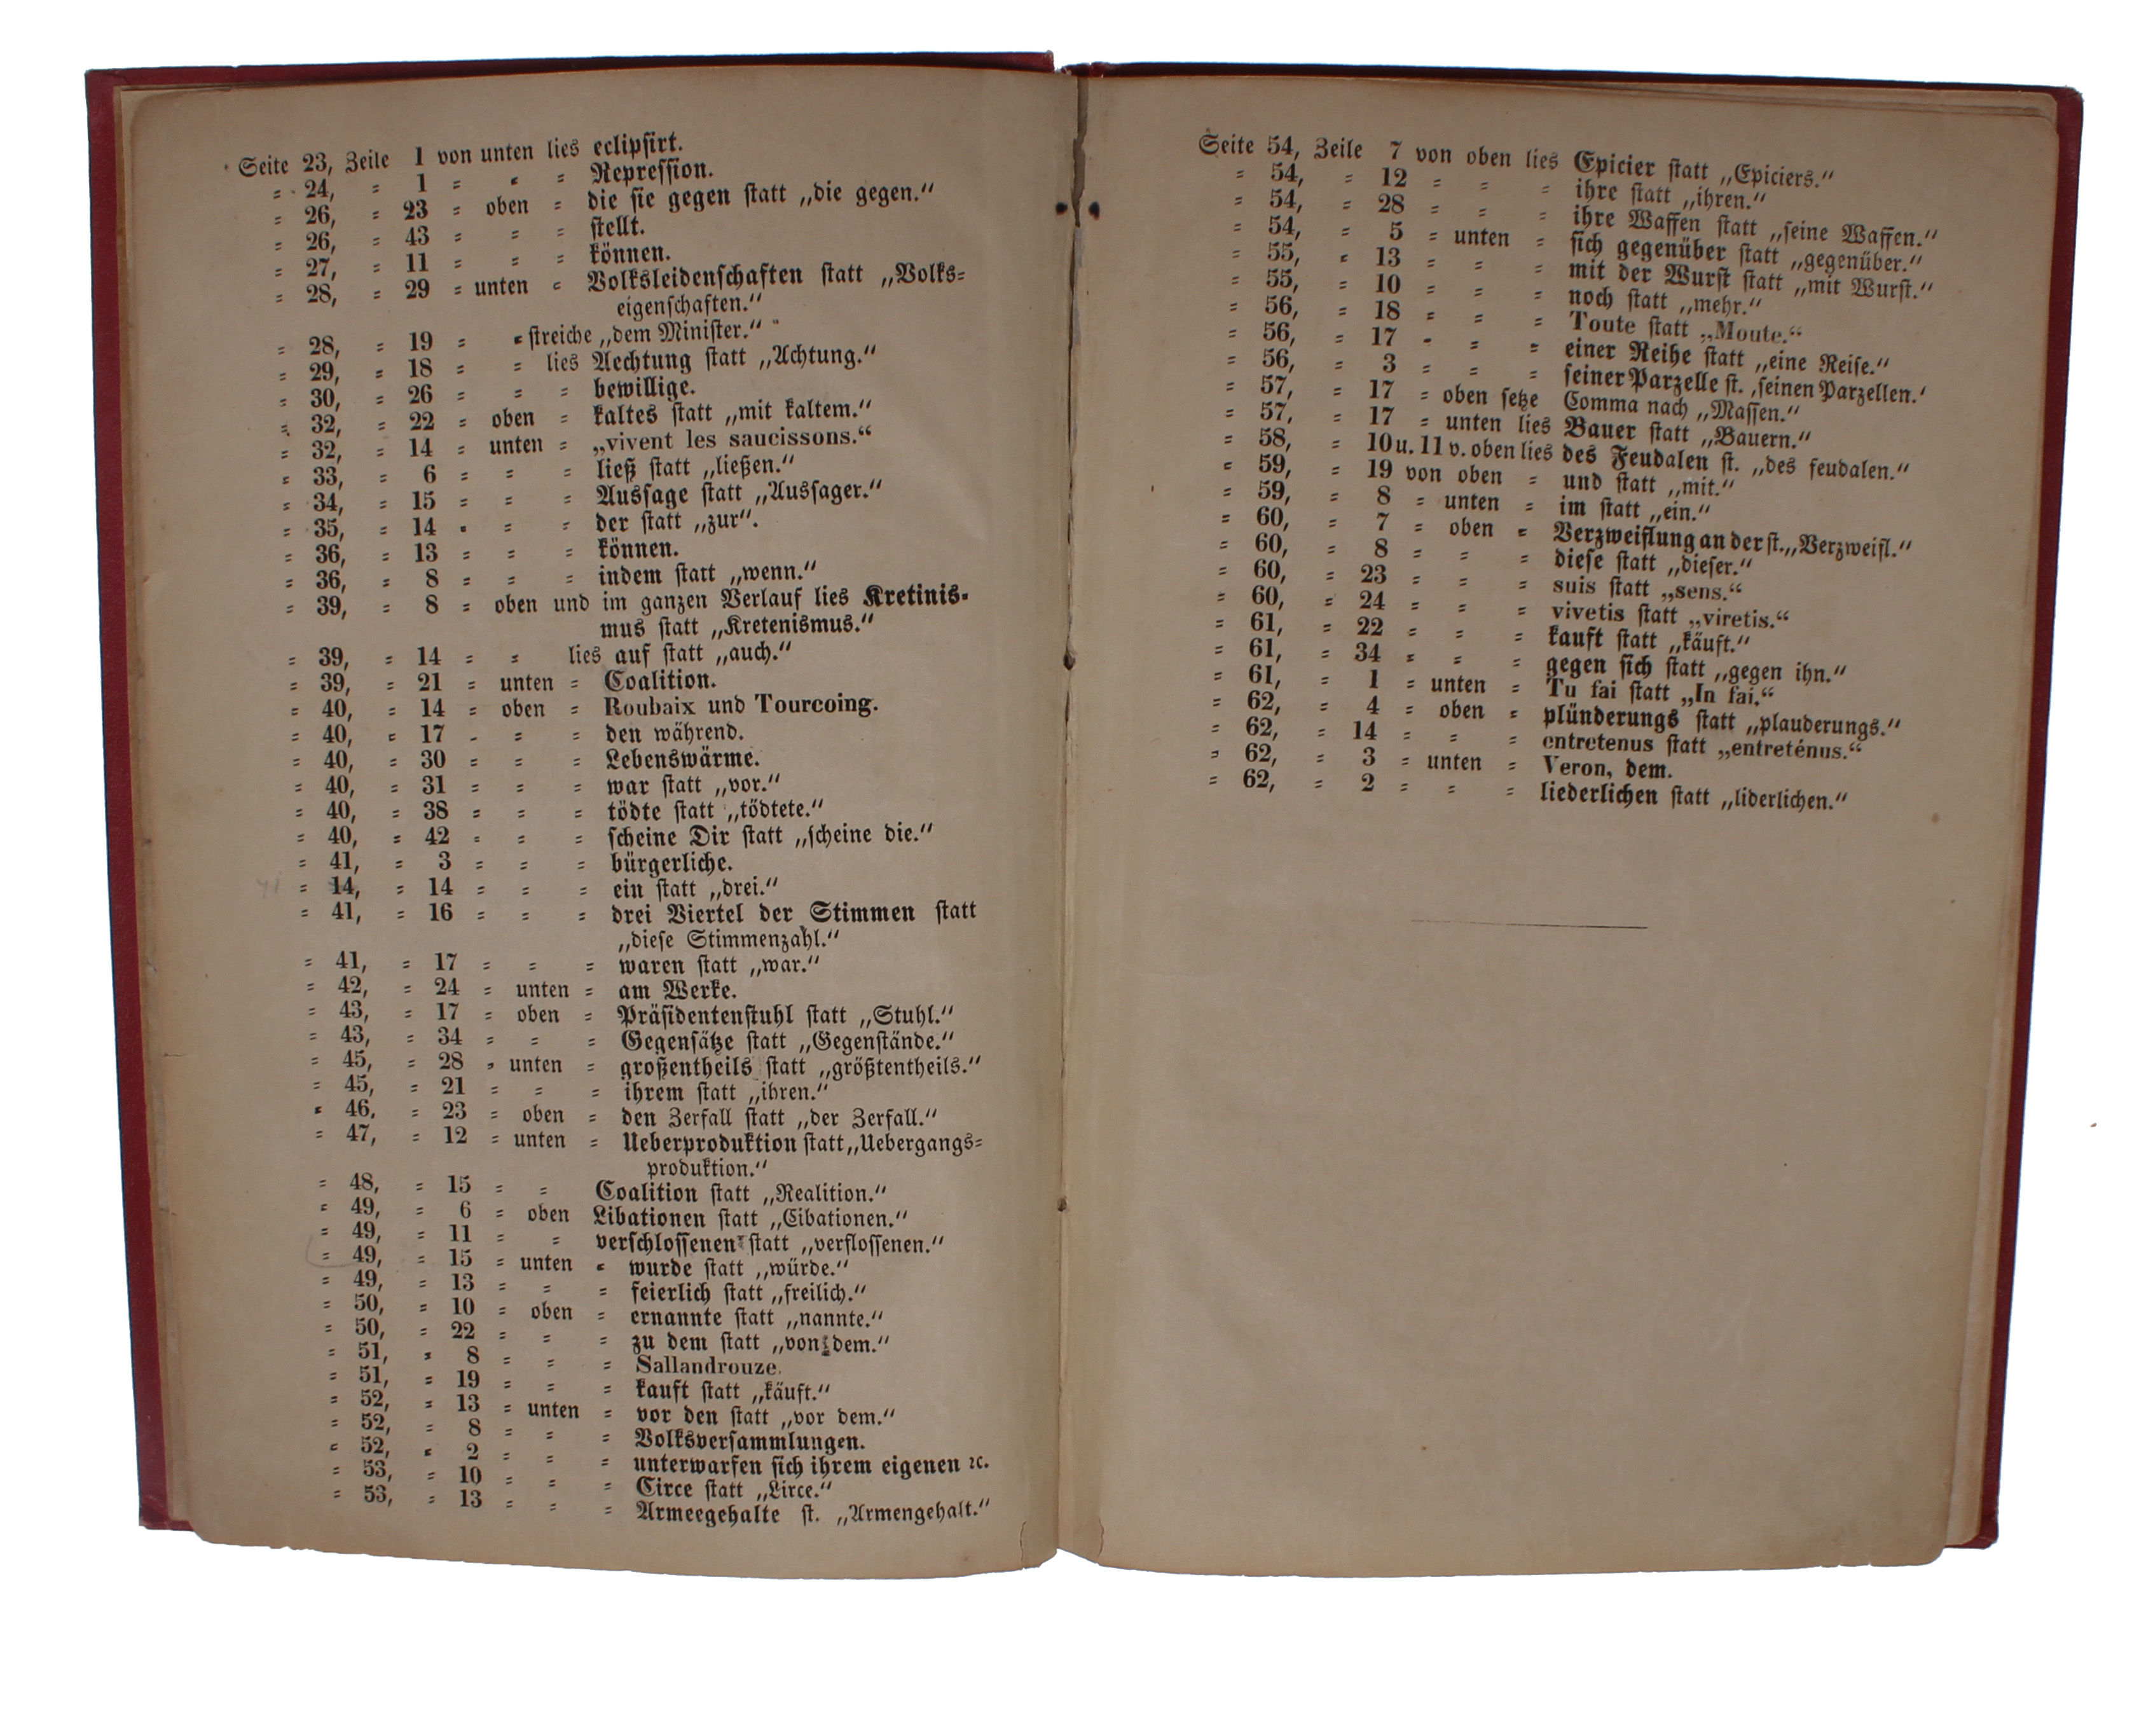 Seite 23, Zeile 1 von unten lies eclipſirt.
= 24, = 1 = = = Repreſſion.
= 26, = 23 = oben = die ſie gegen ſtatt „die gegen.“
= 26, = 43 = = = ſtellt.
= 27, = 11 = = = können.
= 28, = 29 = unten = Volksleidenſchaften ſtatt „Volks=
eigenſchaften.“
= 28, = 19 = = ſtreiche „dem Miniſter.“
= 29, = 18 = = lies Aechtung ſtatt „Achtung.“
= 30, = 26 = = = bewillige.
= 32, = 22 = oben = kaltes ſtatt „mit kaltem.“
= 32, = 14 = unten = „vivent les saucissons.“
= 33, = 6 = = = ließ ſtatt „ließen.“
= 34, = 15 = = = Ausſage ſtatt „Ausſager.“
= 35, = 14 = = = der ſtatt „zur“.
= 36, = 13 = = = können.
= 36, = 8 = = = indem ſtatt „wenn.“
= 39, = 8 = oben und im ganzen Verlauf lies Kretinis=
mus ſtatt „Kretenismus.“
= 39, = 14 = = lies auf ſtatt „auch.“
= 39, = 21 = unten = Coalition.
= 40, = 14 = oben = Roubaix und Tourcoing.
= 40, = 17 = = = den während.
= 40, = 30 = = = Lebenswärme.
= 40, = 31 = = = war ſtatt „vor.“
= 40, = 38 = = = tödte ſtatt „tödtete.“
= 40, = 42 = = = ſcheine Dir ſtatt „ſcheine die.“
= 41, = 3 = = = bürgerliche.
= 14, = 14 = = = ein ſtatt „drei.“
= 41, = 16 = = = drei Viertel der Stimmen ſtatt
„dieſe Stimmenzahl.“
= 41, = 17 = = = waren ſtatt „war.“
= 42, = 24 = unten = am Werke.
= 43, = 17 = oben = Präſidentenſtuhl ſtatt „Stuhl.“
= 43, = 34 = = = Gegenſätze ſtatt „Gegenſtände.“
= 45, = 28 = unten = großentheils ſtatt „größtentheils.“
= 45, = 21 = = = ihrem ſtatt „ihren.“
= 46, = 23 = oben = den Zerfall ſtatt „der Zerfall.“
= 47, = 12 = unten = Ueberproduktion ſtatt „Uebergangs=
produktion.“
= 48, = 15 = = Coalition ſtatt „Realition.“
= 49, = 6 = oben Libationen ſtatt „Cibationen.“
= 49, = 11 = = verſchloſſenen ſtatt „verfloſſenen.“
= 49, = 15 = unten = wurde ſtatt „würde.“
= 49, = 13 = = = feierlich ſtatt „freilich.“
= 50, = 10 = oben = ernannte ſtatt „nannte.“
= 50, = 22 = = = zu dem ſtatt „von dem.“
= 51, = 8 = = = Sallandrouze.
= 51, = 19 = = = kauft ſtatt „käuft.“
= 52, = 13 = unten = vor den ſtatt „vor dem.“
= 52, = 8 = = = Volksverſammlungen.
= 52, = 2 = = = unterwarfen ſich ihrem eigenen ꝛc.
= 53, = 10 = = = Circe ſtatt „Lirce.“
= 53, = 13 = = = Armeegehalte ſt. „Armengehalt.“
Seite 54, Zeile 7 von oben lies Epicier ſtatt „Epiciers.“
= 54, = 12 = = = ihre ſtatt „ihren.“
= 54, = 28 = = = ihre Waffen ſtatt „ſeine Waffen.“
= 54, = 5 = unten = ſich gegenüber ſtatt „gegenüber.“
= 55, = 13 = = = mit der Wurſt ſtatt „mit Wurſt.“
= 55, = 10 = = = noch ſtatt „mehr.“
= 56, = 18 = = = Toute ſtatt „Moute.“
= 56, = 17 = = = einer Reihe ſtatt „eine Reiſe.“
= 56, = 3 = = = ſeiner Parzelle ſt. ‚ſeinen Parzellen.‘
= 57, = 17 = oben ſetze Comma nach „Maſſen.“
= 57, = 17 = unten lies Bauer ſtatt „Bauern.“
= 58, = 10 u. 11 v. oben lies des Feudalen ſt. „des feudalen.“
= 59, = 19 von oben = und ſtatt „mit.“
= 59, = 8 = unten = im ſtatt „ein.“
= 60, = 7 = oben = Verzweiflung an der ſt. „Verzweifl.“
= 60, = 8 = = = dieſe ſtatt „dieſer.“
= 60, = 23 = = = suis ſtatt „sens.“
= 60, = 24 = = = vivetis ſtatt „viretis.“
= 61, = 22 = = = kauft ſtatt „käuft.“
= 61, = 34 = = = gegen ſich ſtatt „gegen ihn.“
= 61, = 1 = unten = Tu fai ſtatt „In fai.“
= 62, = 4 = oben = plünderungs ſtatt „plauderungs.“
= 62, = 14 = = = entretenus ſtatt „entreténus.“
= 62, = 3 = unten = Veron, dem.
= 62, = 2 = = = liederlichen ſtatt „liderlichen.“